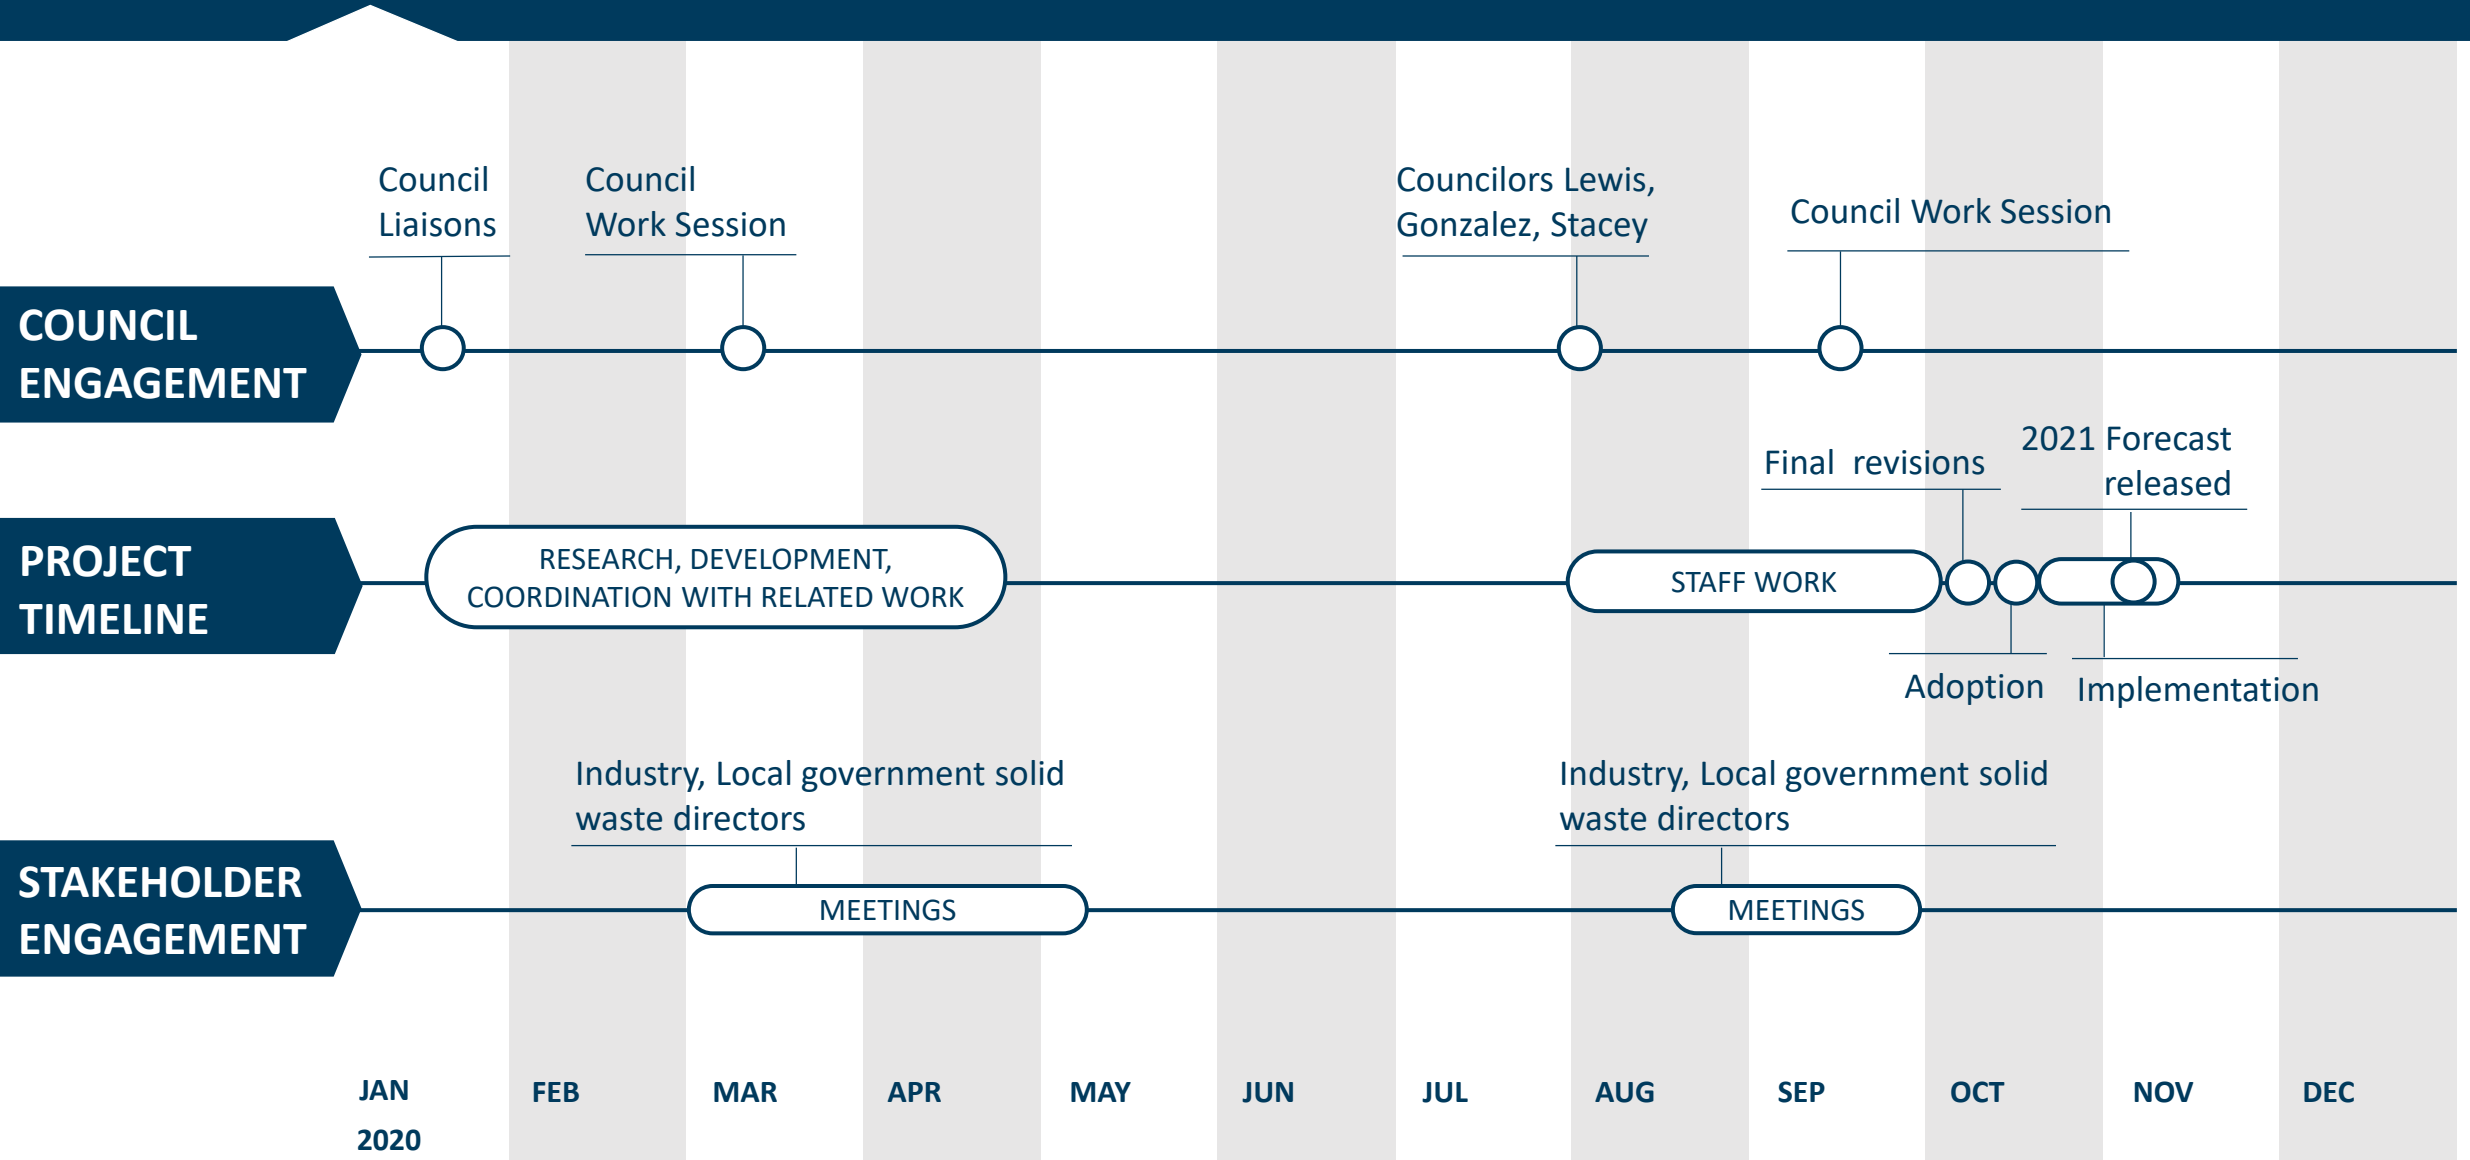 Council
Liaisons
Council
Work Session
Councilors Lewis,
Gonzalez, Stacey
Council Work Session
COUNCIL
ENGAGEMENT
Final revisions
2021 Forecast
released
PROJECT
TIMELINE
RESEARCH, DEVELOPMENT,
COORDINATION WITH RELATED WORK
STAFF WORK
Adoption
Implementation
Industry, Local government solid
waste directors
Industry, Local government solid
waste directors
STAKEHOLDER
ENGAGEMENT
MEETINGS
MEETINGS
JAN
2020
FEB
MAR
APR
MAY
JUN
JUL
AUG
SEP
OCT
NOV
DEC